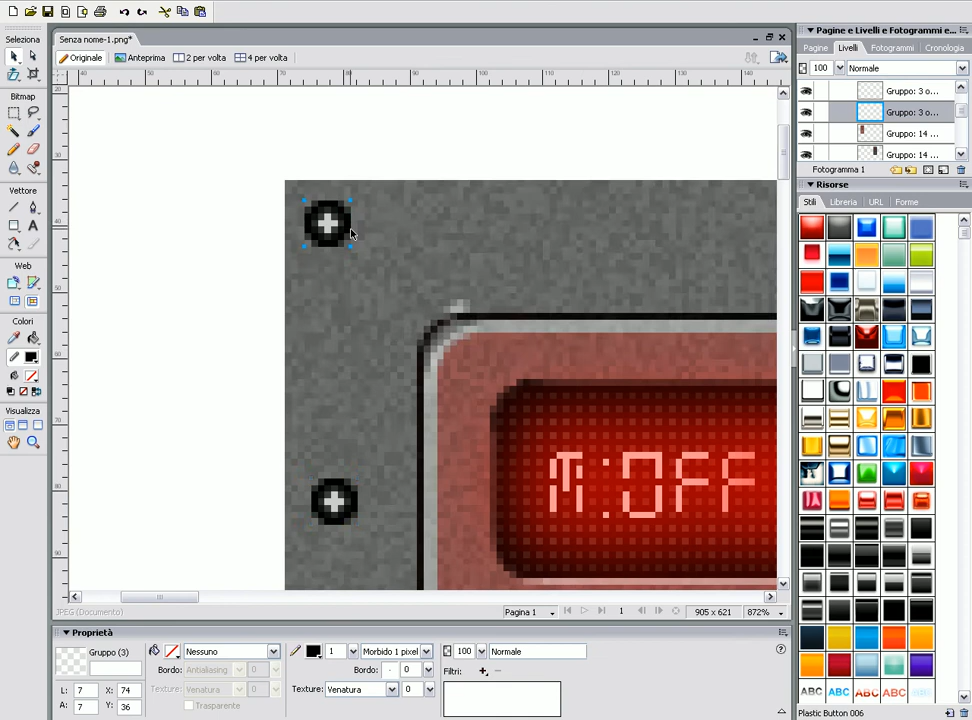 Senza nome-1.png*
Originale Anteprima 2 per volta 4 per volta
Selezione
Bitmap
Vettore
Web
Colori
Visualizza
M:OFF
JPEG (Documento)
Pagina 1 1 905 x 621 872%
Pagine e Livelli e Fotogrammi e...
Pagine Livelli Fotogrammi Cronologia
100 Normale
Gruppo: 3 o...
Gruppo: 3 o...
Gruppo: 14 ...
Gruppo: 14 ...
Fotogramma 1
Risorse
Stili Libreria URL Forme
ABC ABC ABC ABC
Plastic Button 006
Proprietà
Gruppo (3)
Nessuno 1 Morbido 1 pixel 100 Normale
Bordo: Antialiasing 0 Bordo: 0 Filtri:
Texture: Venatura 0 Texture: Venatura 0
Trasparente
L: 7 X: 74
A: 7 Y: 36